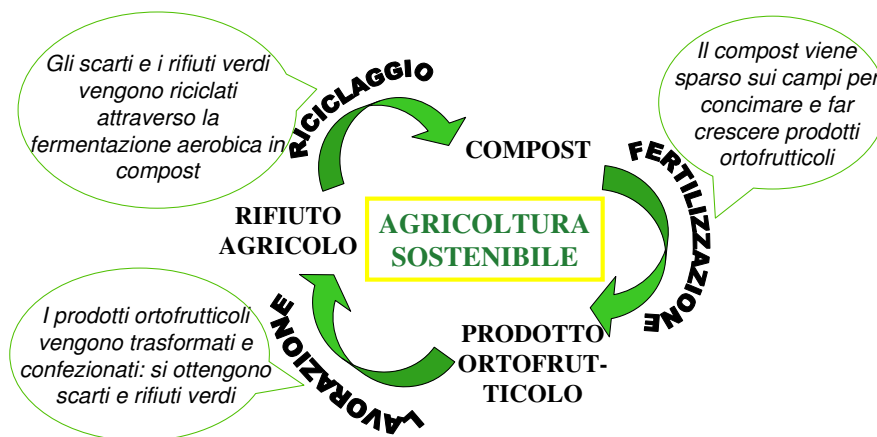 Gli scarti e i rifiuti verdi
vengono riciclati
attraverso la
fermentazione aerobica in
compost
RICICLAGGIO
COMPOST
Il compost viene
sparso sui campi per
concimare e far
crescere prodotti
ortofrutticoli
FERTILIZZAZIONE
RIFIUTO
AGRICOLO
AGRICOLTURA
SOSTENIBILE
I prodotti ortofrutticoli
vengono trasformati e
confezionati: si ottengono
scarti e rifiuti verdi
LAVORAZIONE
PRODOTTO
ORTOFRUT-
TICOLO